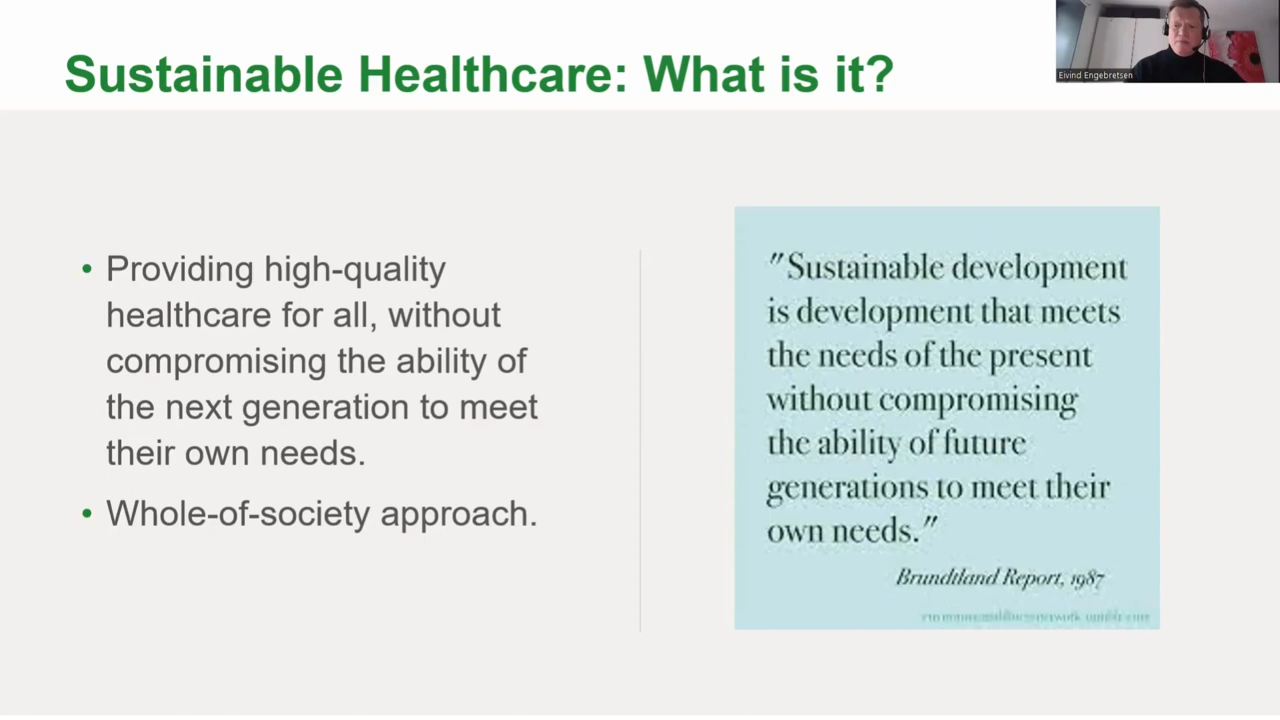 Sustainable Healthcare: What is it?
Eivind Engebretsen
• Providing high-quality
healthcare for all, without
compromising the ability of
the next generation to meet
their own needs.
• Whole-of-society approach.
"Sustainable development
is development that meets
the needs of the present
without compromising
the ability of future
generations to meet their
own needs."
Brundtland Report, 1987